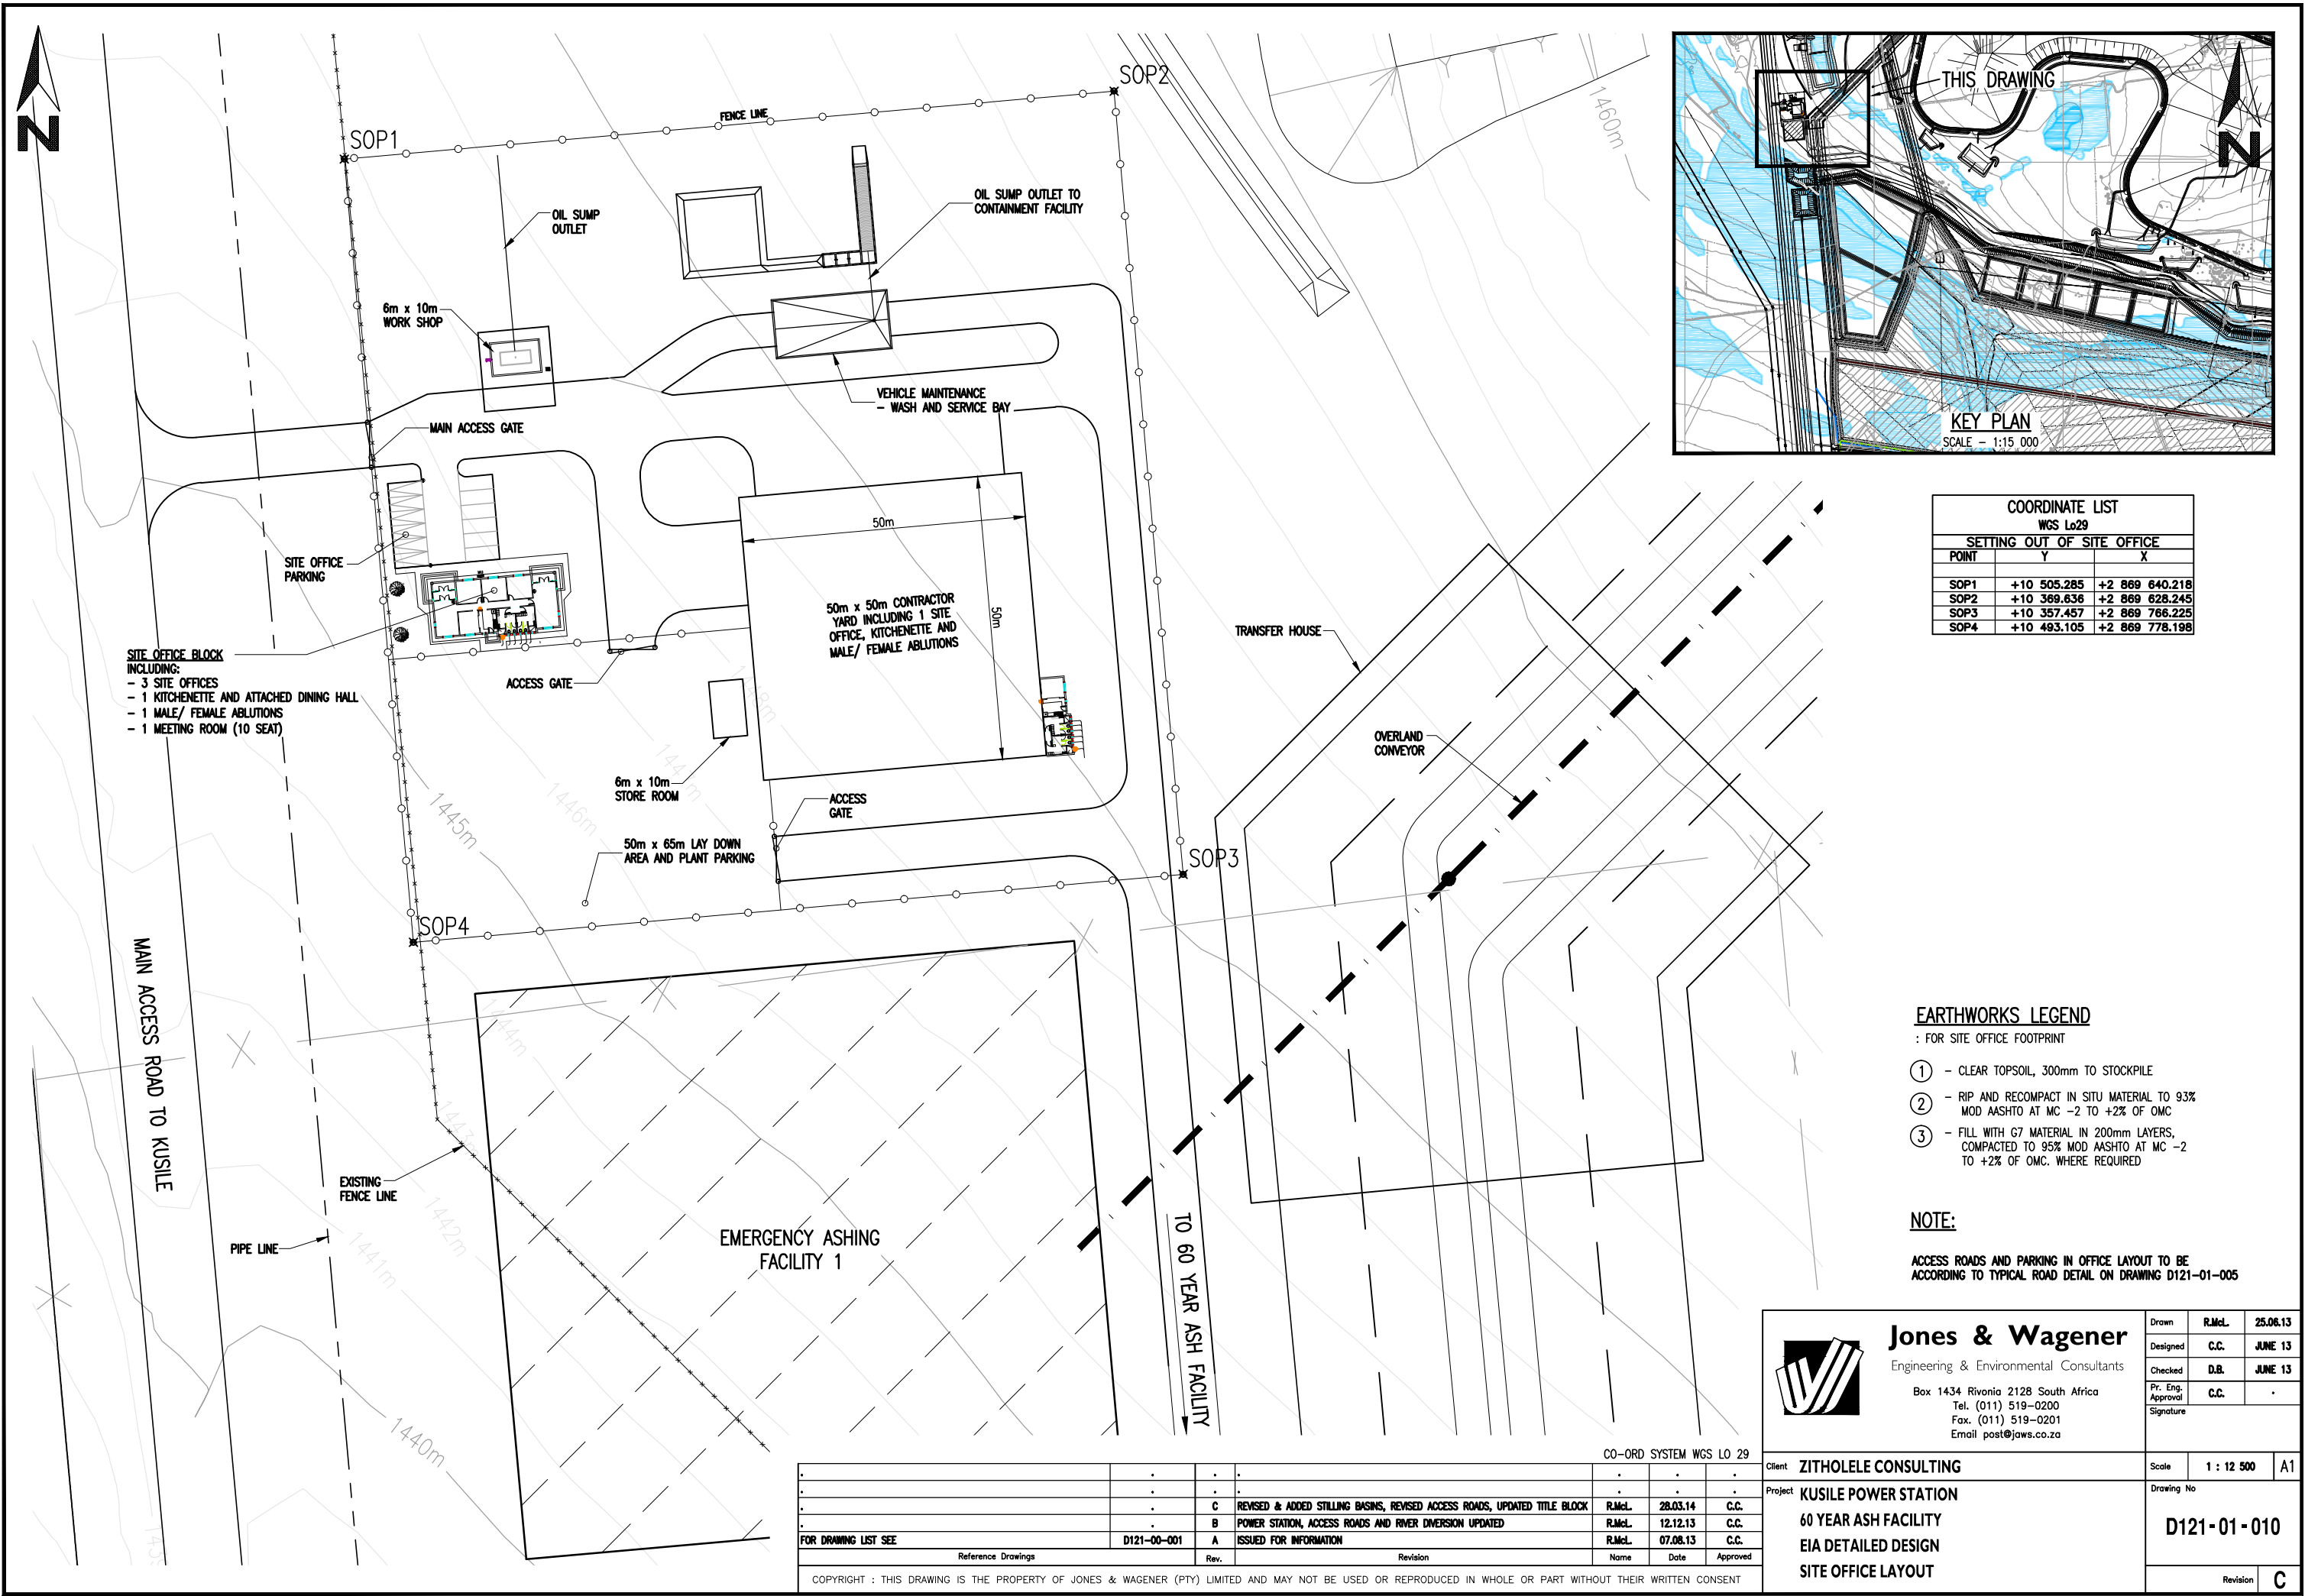 N
SOP1
SOP2
FENCE LINE
OIL SUMP
OUTLET
OIL SUMP OUTLET TO
CONTAINMENT FACILITY
6m x 10m
WORK SHOP
VEHICLE MAINTENANCE
- WASH AND SERVICE BAY
MAIN ACCESS GATE
50m
50m
SITE OFFICE
PARKING
50m x 50m CONTRACTOR
YARD INCLUDING 1 SITE
OFFICE, KITCHENETTE AND
MALE/ FEMALE ABLUTIONS
SITE OFFICE BLOCK
INCLUDING:
- 3 SITE OFFICES
- 1 KITCHENETTE AND ATTACHED DINING HALL
- 1 MALE/ FEMALE ABLUTIONS
- 1 MEETING ROOM (10 SEAT)
ACCESS GATE
6m x 10m
STORE ROOM
ACCESS
GATE
50m x 65m LAY DOWN
AREA AND PLANT PARKING
SOP3
SOP4
TRANSFER HOUSE
OVERLAND
CONVEYOR
1460m
1448m
1447m
1446m
1445m
1444m
1443m
1442m
1441m
1440m
MAIN ACCESS ROAD TO KUSILE
EXISTING
FENCE LINE
PIPE LINE
EMERGENCY ASHING
FACILITY 1
TO 60 YEAR ASH FACILITY
THIS DRAWING
N
KEY PLAN
SCALE - 1:15 000
COORDINATE LIST
WGS Lo29
SETTING OUT OF SITE OFFICE
POINT Y X
SOP1 +10 505.285 +2 869 640.218
SOP2 +10 369.636 +2 869 628.245
SOP3 +10 357.457 +2 869 766.225
SOP4 +10 493.105 +2 869 778.198
EARTHWORKS LEGEND
: FOR SITE OFFICE FOOTPRINT
1 - CLEAR TOPSOIL, 300mm TO STOCKPILE
2 - RIP AND RECOMPACT IN SITU MATERIAL TO 93%
MOD AASHTO AT MC -2 TO +2% OF OMC
3 - FILL WITH G7 MATERIAL IN 200mm LAYERS,
COMPACTED TO 95% MOD AASHTO AT MC -2
TO +2% OF OMC. WHERE REQUIRED
NOTE:
ACCESS ROADS AND PARKING IN OFFICE LAYOUT TO BE
ACCORDING TO TYPICAL ROAD DETAIL ON DRAWING D121-01-005
Jones & Wagener
Engineering & Environmental Consultants
Box 1434 Rivonia 2128 South Africa
Tel. (011) 519-0200
Fax. (011) 519-0201
Email post@jaws.co.za
Drawn R.McL. 25.06.13
Designed C.C. JUNE 13
Checked D.B. JUNE 13
Pr. Eng.
Approval C.C.
Signature
CO-ORD SYSTEM WGS LO 29
Client ZITHOLELE CONSULTING
Scale 1 : 12 500 A1
Project KUSILE POWER STATION
60 YEAR ASH FACILITY
EIA DETAILED DESIGN
SITE OFFICE LAYOUT
Drawing No
D121-01-010
Revision C
C REVISED & ADDED STILLING BASINS, REVISED ACCESS ROADS, UPDATED TITLE BLOCK R.McL. 28.03.14 C.C.
B POWER STATION, ACCESS ROADS AND RIVER DIVERSION UPDATED R.McL. 12.12.13 C.C.
FOR DRAWING LIST SEE D121-00-001 A ISSUED FOR INFORMATION R.McL. 07.08.13 C.C.
Reference Drawings Rev. Revision Name Date Approved
COPYRIGHT : THIS DRAWING IS THE PROPERTY OF JONES & WAGENER (PTY) LIMITED AND MAY NOT BE USED OR REPRODUCED IN WHOLE OR PART WITHOUT THEIR WRITTEN CONSENT